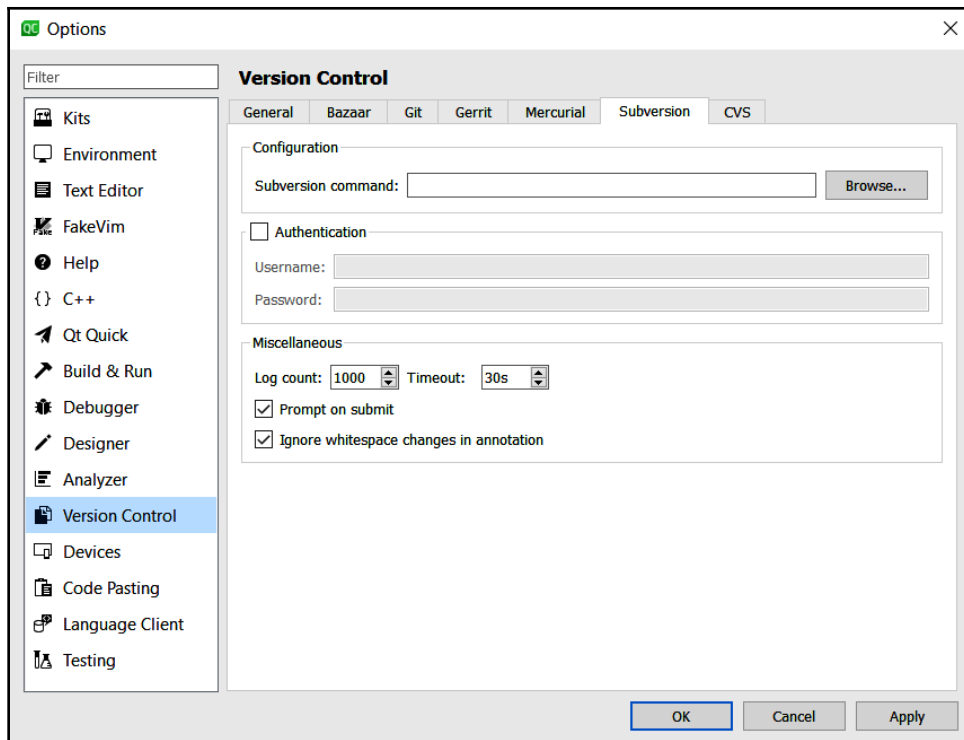 QC Options
Filter
Kits
Environment
Text Editor
FakeVim
Help
{} C++
Qt Quick
Build & Run
Debugger
Designer
Analyzer
Version Control
Devices
Code Pasting
Language Client
Testing
Version Control
General Bazaar Git Gerrit Mercurial Subversion CVS
Configuration
Subversion command: Browse...
Authentication
Username:
Password:
Miscellaneous
Log count: 1000 Timeout: 30s
Prompt on submit
Ignore whitespace changes in annotation
OK Cancel Apply